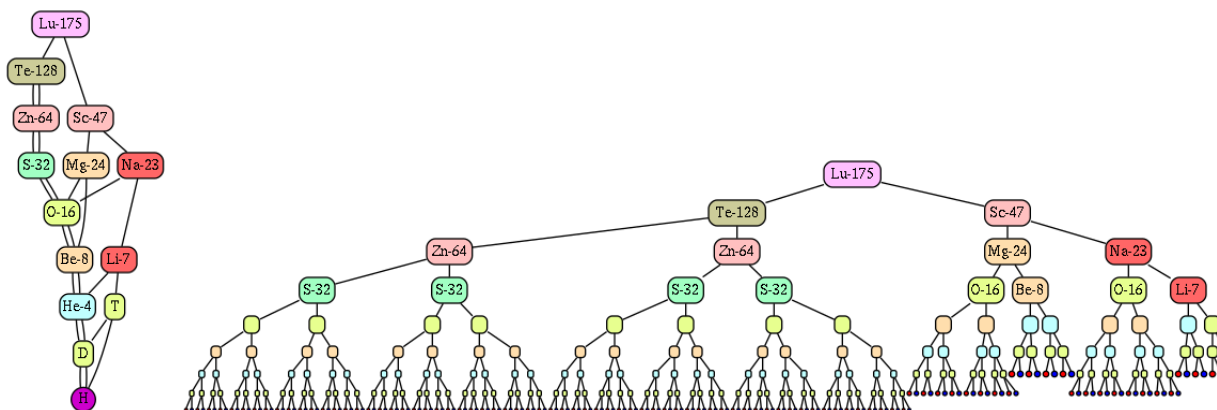 Lu-175
Te-128
Zn-64 Sc-47
S-32 Mg-24 Na-23
O-16
Be-8 Li-7
He-4 T
D
H
Lu-175
Te-128 Sc-47
Zn-64 Zn-64 Mg-24 Na-23
S-32 S-32 S-32 S-32 O-16 Be-8 O-16 Li-7